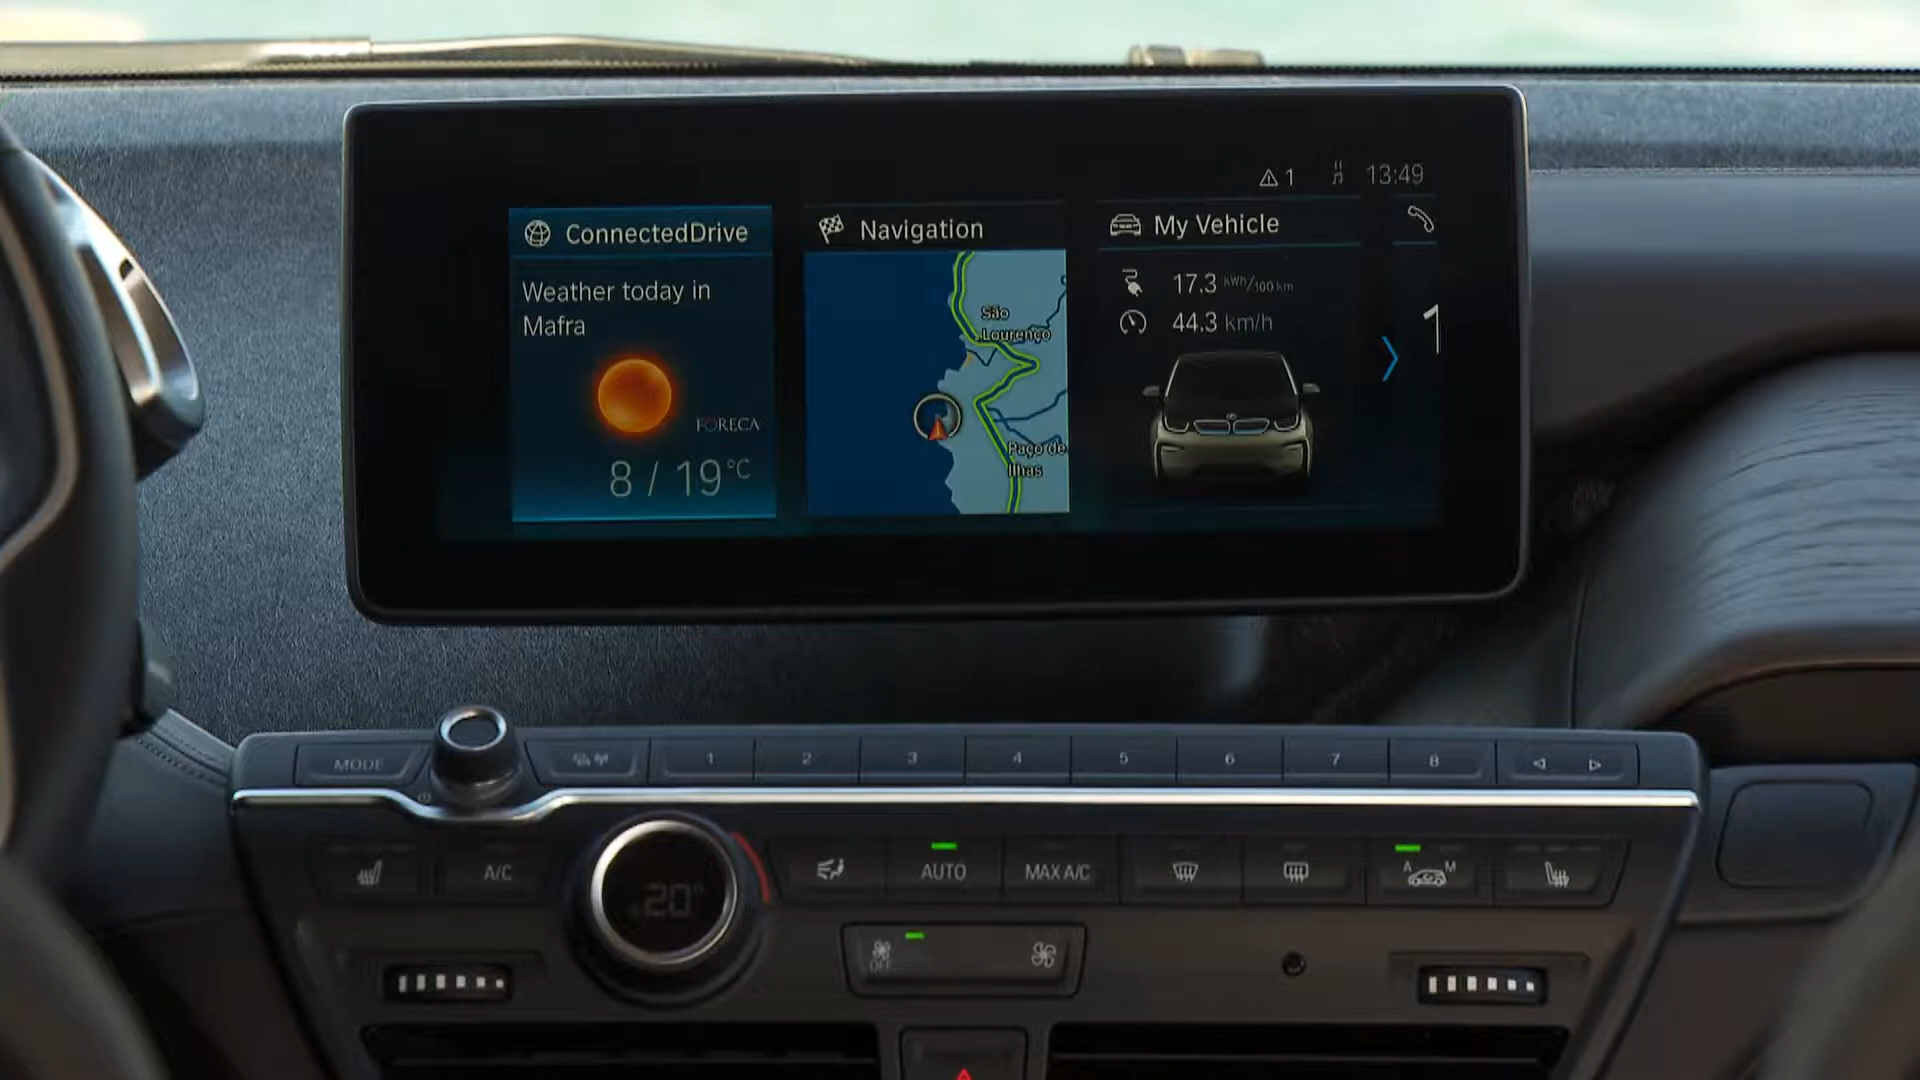 1 13:49
ConnectedDrive
Weather today in
Mafra
FORECA
8 / 19 °C
Navigation
São
Lourenço
Paço de
Ilhas
My Vehicle
17.3 kWh/100 km
44.3 km/h
1
MODE 1 2 3 4 5 6 7 8
A/C 20° AUTO MAX A/C A M
OFF